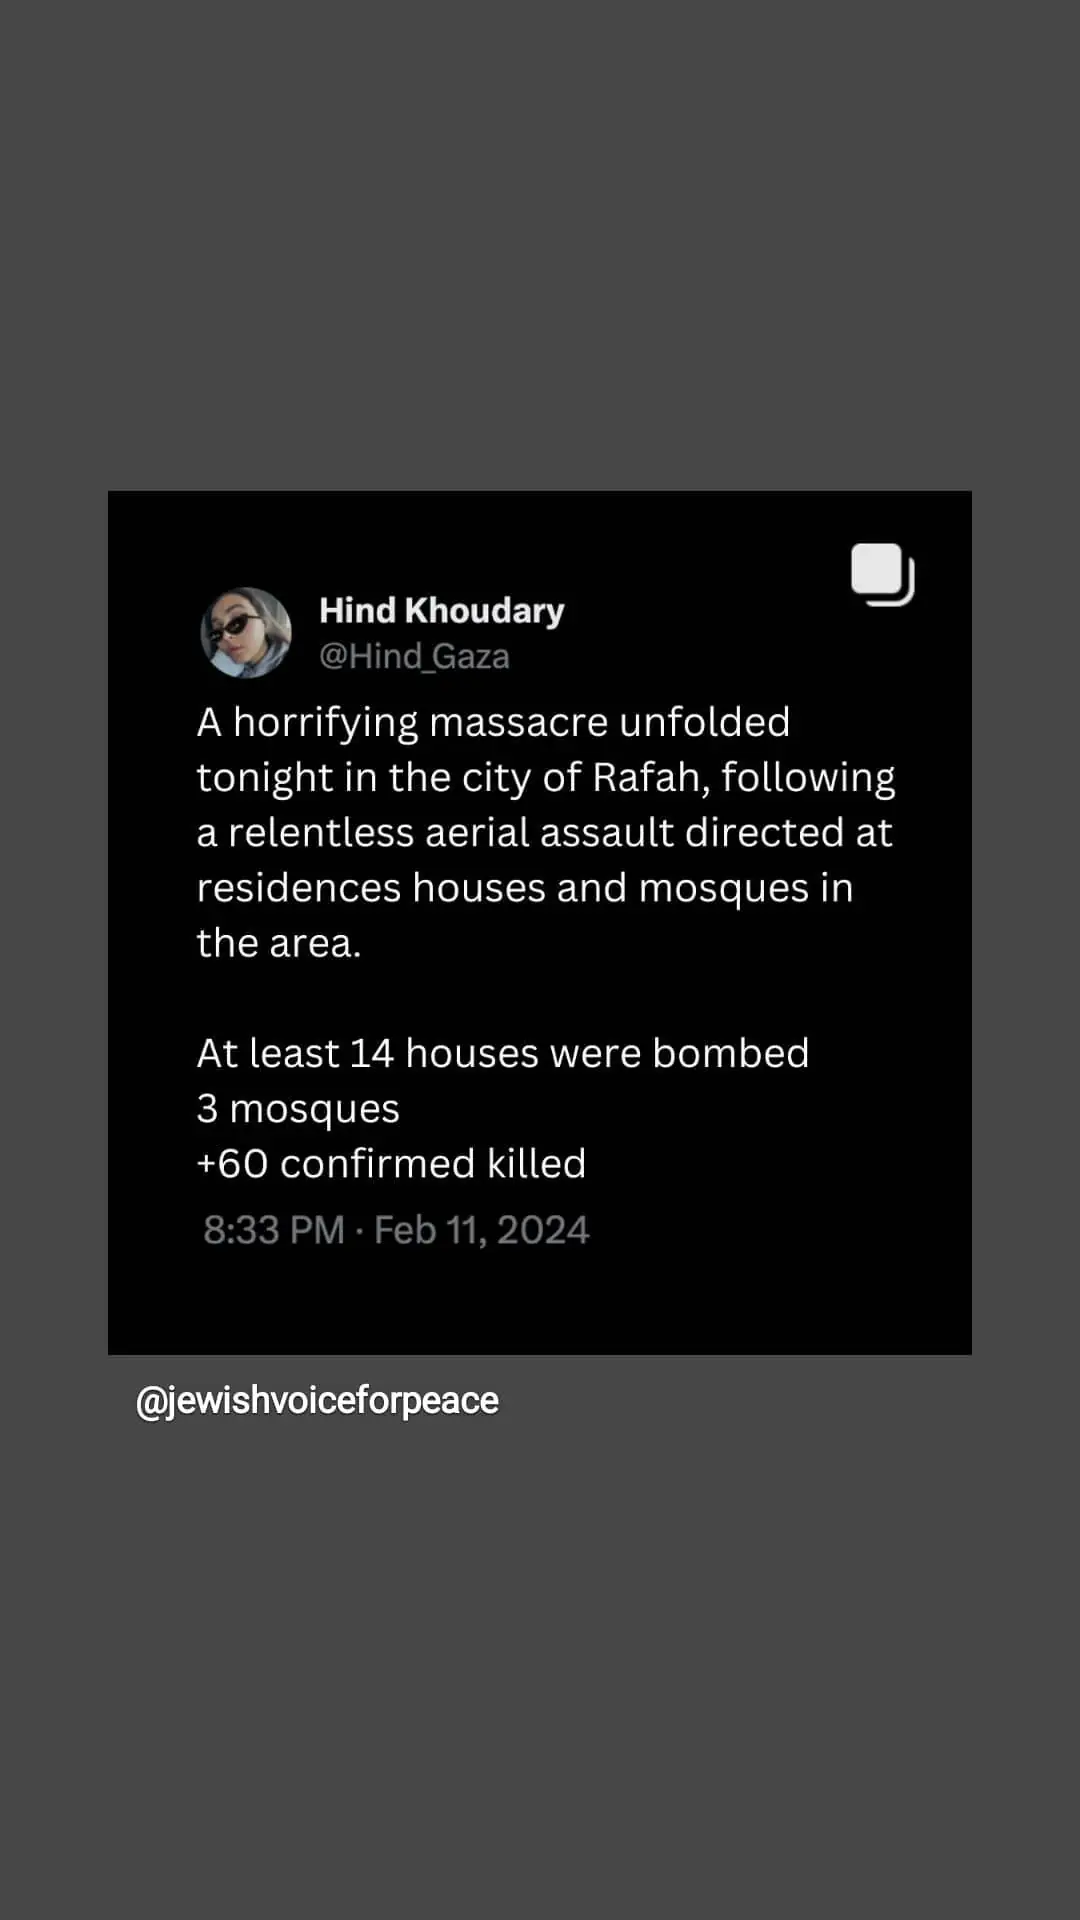 Hind Khoudary
@Hind_Gaza
A horrifying massacre unfolded
tonight in the city of Rafah, following
a relentless aerial assault directed at
residences houses and mosques in
the area.
At least 14 houses were bombed
3 mosques
+60 confirmed killed
8:33 PM · Feb 11, 2024
@jewishvoiceforpeace